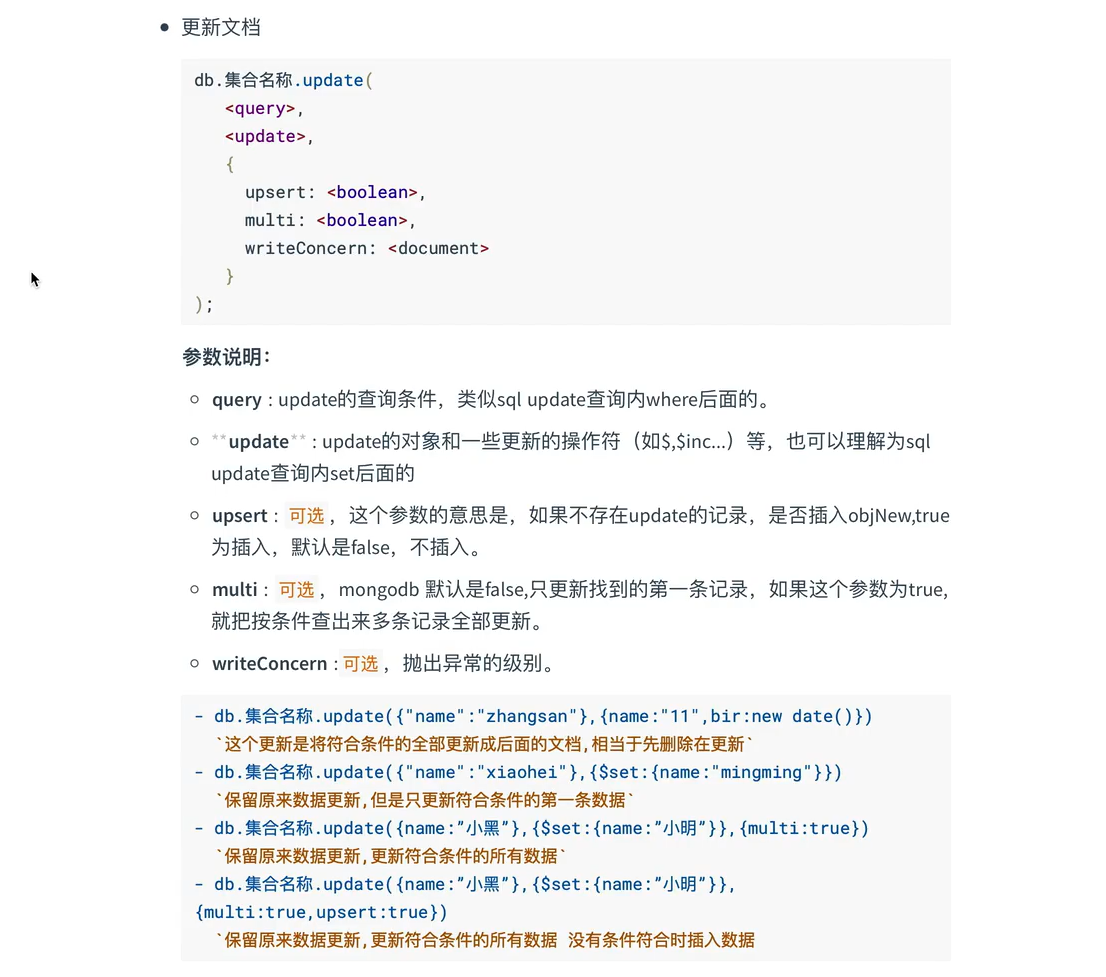 更新文档
db.集合名称.update(
<query>,
<update>,
{
upsert: <boolean>,
multi: <boolean>,
writeConcern: <document>
}
);
参数说明：
query : update的查询条件，类似sql update查询内where后面的。
**update** : update的对象和一些更新的操作符（如$,$inc...）等，也可以理解为sql
update查询内set后面的
upsert : 可选，这个参数的意思是，如果不存在update的记录，是否插入objNew,true
为插入，默认是false，不插入。
multi : 可选，mongodb 默认是false,只更新找到的第一条记录，如果这个参数为true,
就把按条件查出来多条记录全部更新。
writeConcern :可选，抛出异常的级别。
- db.集合名称.update({"name":"zhangsan"},{name:"11",bir:new date()})
`这个更新是将符合条件的全部更新成后面的文档,相当于先删除在更新`
- db.集合名称.update({"name":"xiaohei"},{$set:{name:"mingming"}})
`保留原来数据更新,但是只更新符合条件的第一条数据`
- db.集合名称.update({name:”小黑”},{$set:{name:”小明”}},{multi:true})
`保留原来数据更新,更新符合条件的所有数据`
- db.集合名称.update({name:”小黑”},{$set:{name:”小明”}},
{multi:true,upsert:true})
`保留原来数据更新,更新符合条件的所有数据 没有条件符合时插入数据